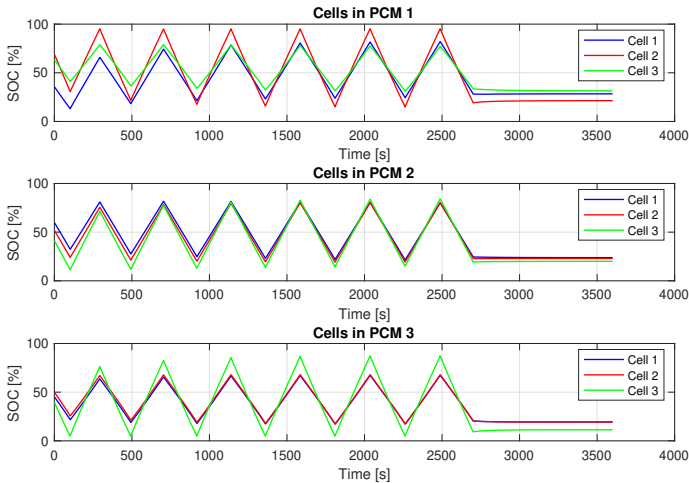 Cells in PCM 1
100
50
0
SOC [%]
0 500 1000 1500 2000 2500 3000 3500 4000
Time [s]
Cell 1
Cell 2
Cell 3
Cells in PCM 2
100
50
0
SOC [%]
0 500 1000 1500 2000 2500 3000 3500 4000
Time [s]
Cell 1
Cell 2
Cell 3
Cells in PCM 3
100
50
0
SOC [%]
0 500 1000 1500 2000 2500 3000 3500 4000
Time [s]
Cell 1
Cell 2
Cell 3